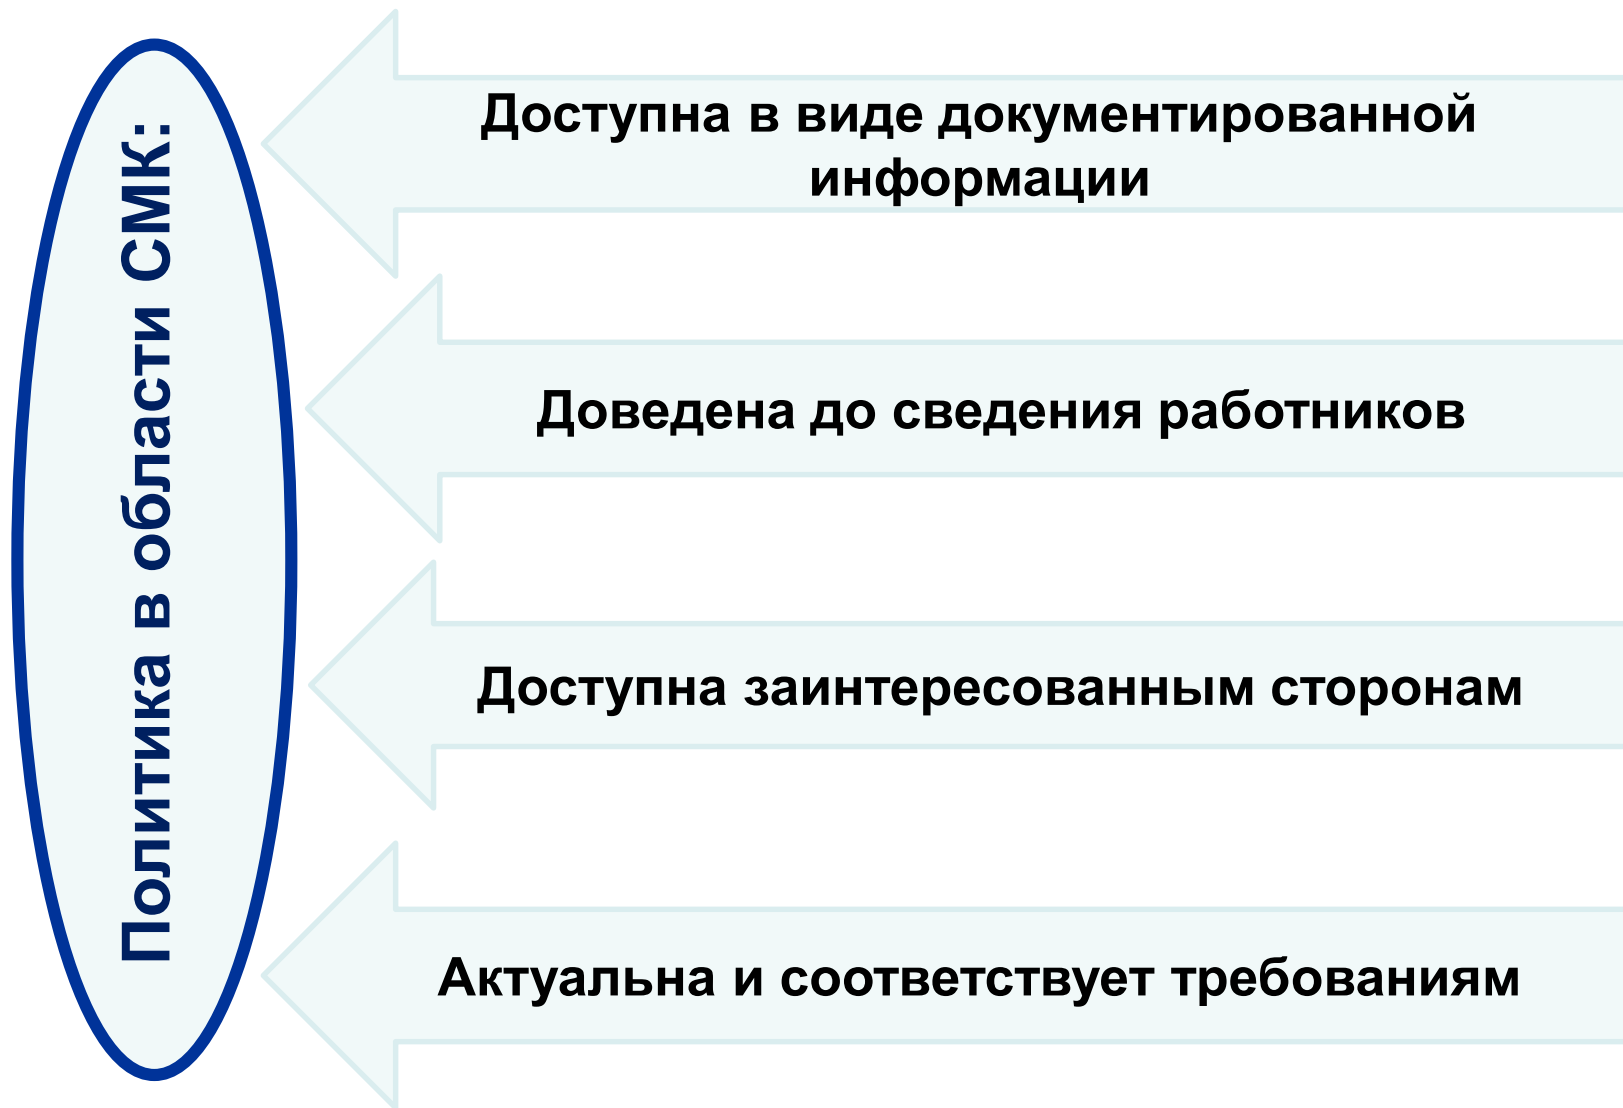 Политика в области СМК:
Доступна в виде документированной
информации
Доведена до сведения работников
Доступна заинтересованным сторонам
Актуальна и соответствует требованиям